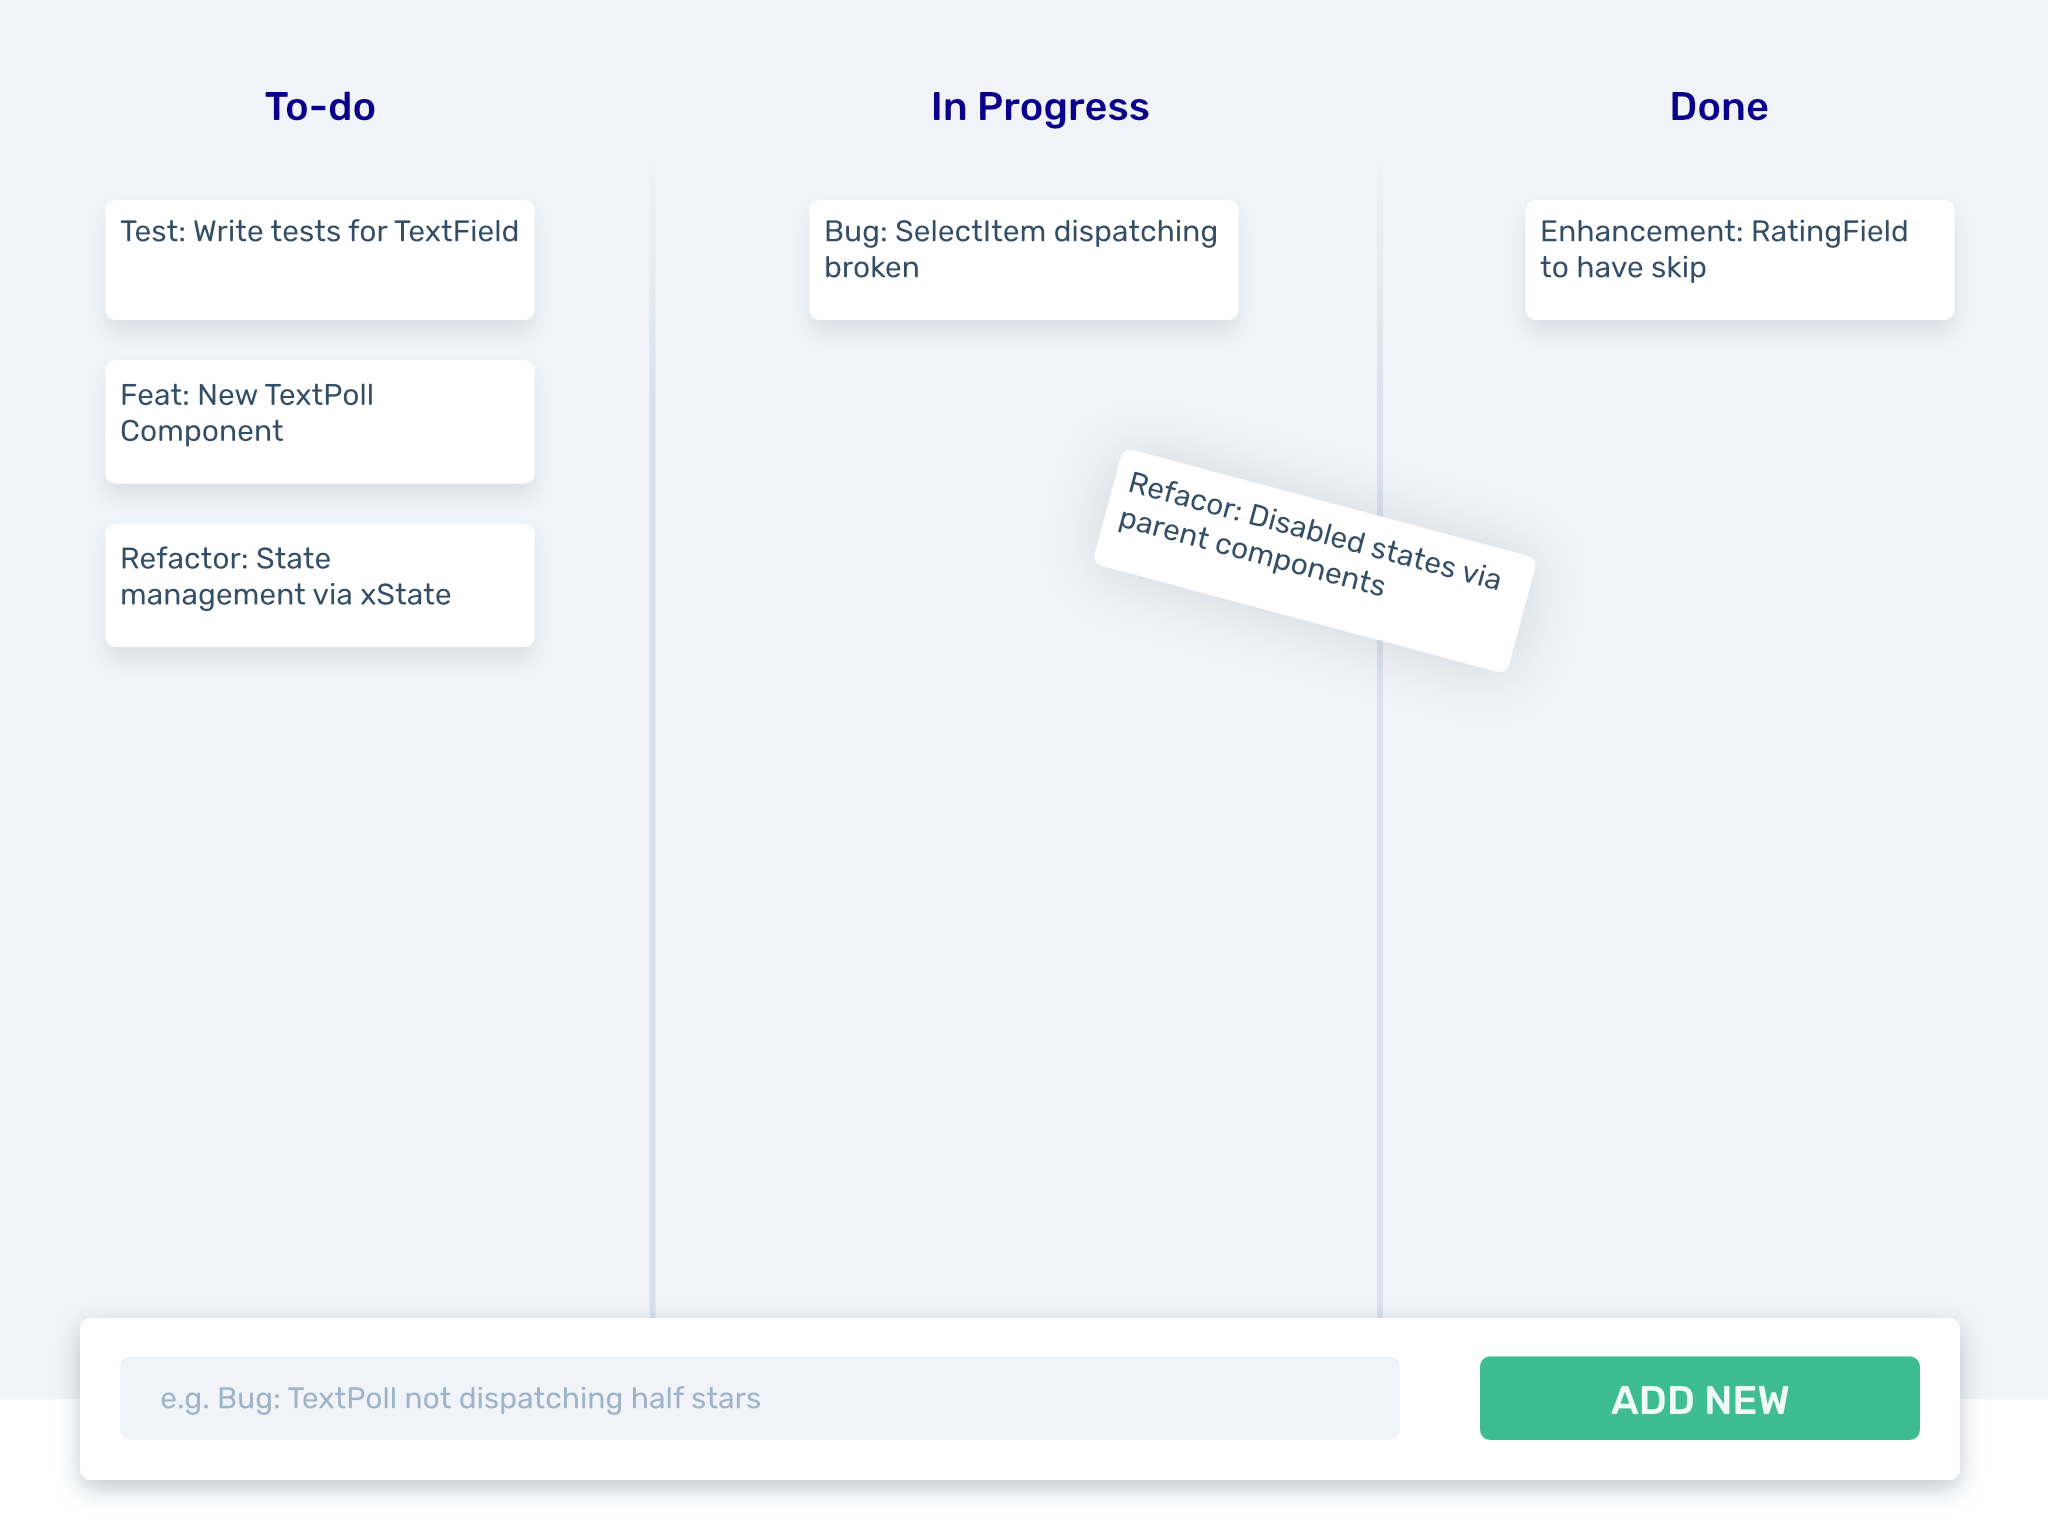 To-do
In Progress
Done
Test: Write tests for TextField
Feat: New TextPoll
Component
Refactor: State
management via xState
Bug: SelectItem dispatching
broken
Refacor: Disabled states via
parent components
Enhancement: RatingField
to have skip
e.g. Bug: TextPoll not dispatching half stars
ADD NEW